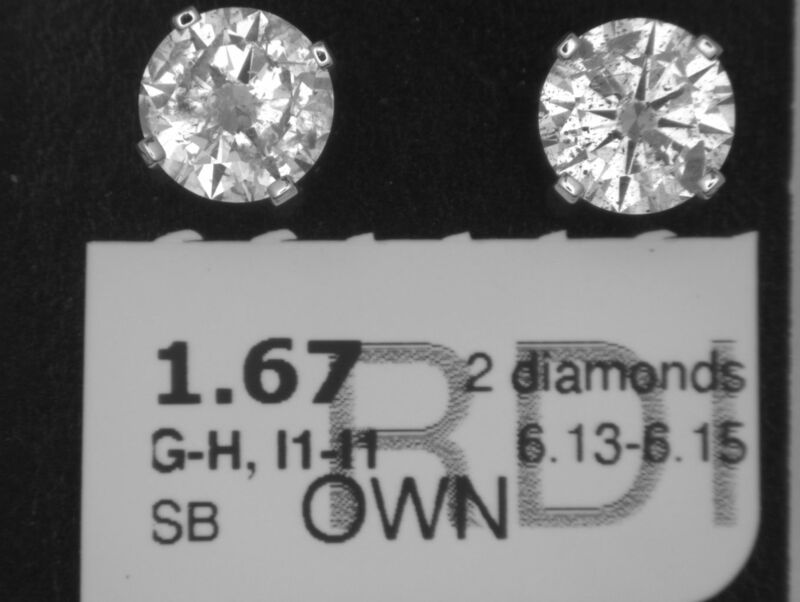 1.67 2 diamonds
G-H, I1-I1 6.13-6.15
SB OWN
RDI